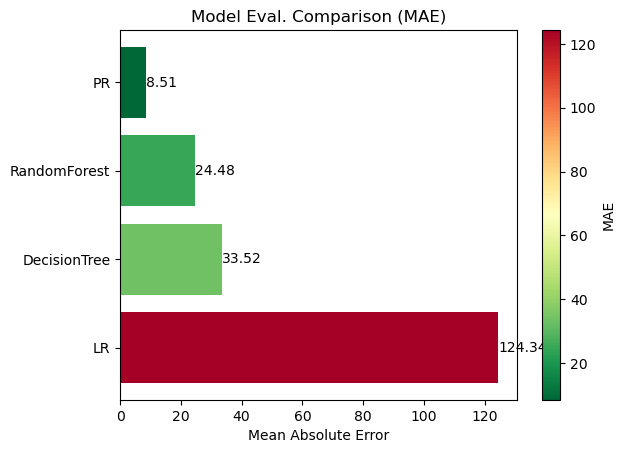 Model Eval. Comparison (MAE)
PR
8.51
RandomForest
24.48
DecisionTree
33.52
LR
124.34
0 20 40 60 80 100 120
Mean Absolute Error
120
100
80
60
40
20
MAE